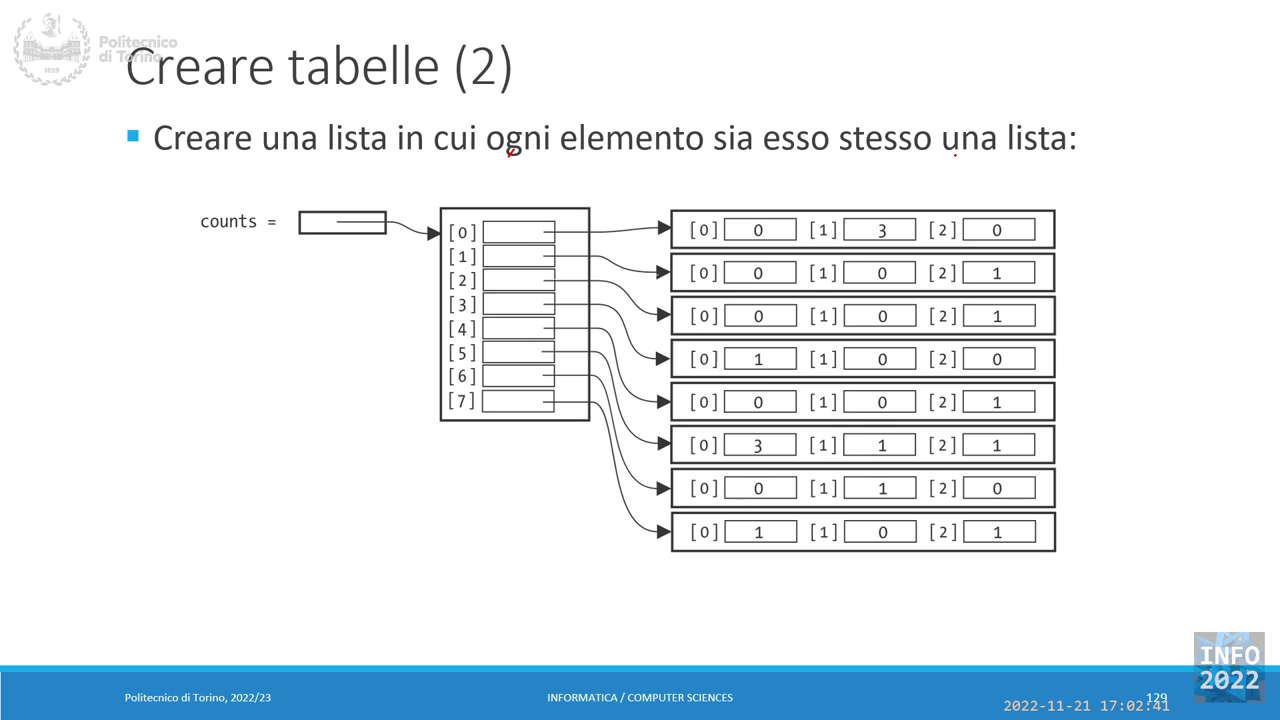 Politecnico
di Torino
1859
Creare tabelle (2)
Creare una lista in cui ogni elemento sia esso stesso una lista:
counts =
[0]
[1]
[2]
[3]
[4]
[5]
[6]
[7]
[0] 0 [1] 3 [2] 0
[0] 0 [1] 0 [2] 1
[0] 0 [1] 0 [2] 1
[0] 1 [1] 0 [2] 0
[0] 0 [1] 0 [2] 1
[0] 3 [1] 1 [2] 1
[0] 0 [1] 1 [2] 0
[0] 1 [1] 0 [2] 1
INFO
2022
Politecnico di Torino, 2022/23
INFORMATICA / COMPUTER SCIENCES
129
2022-11-21 17:02:41